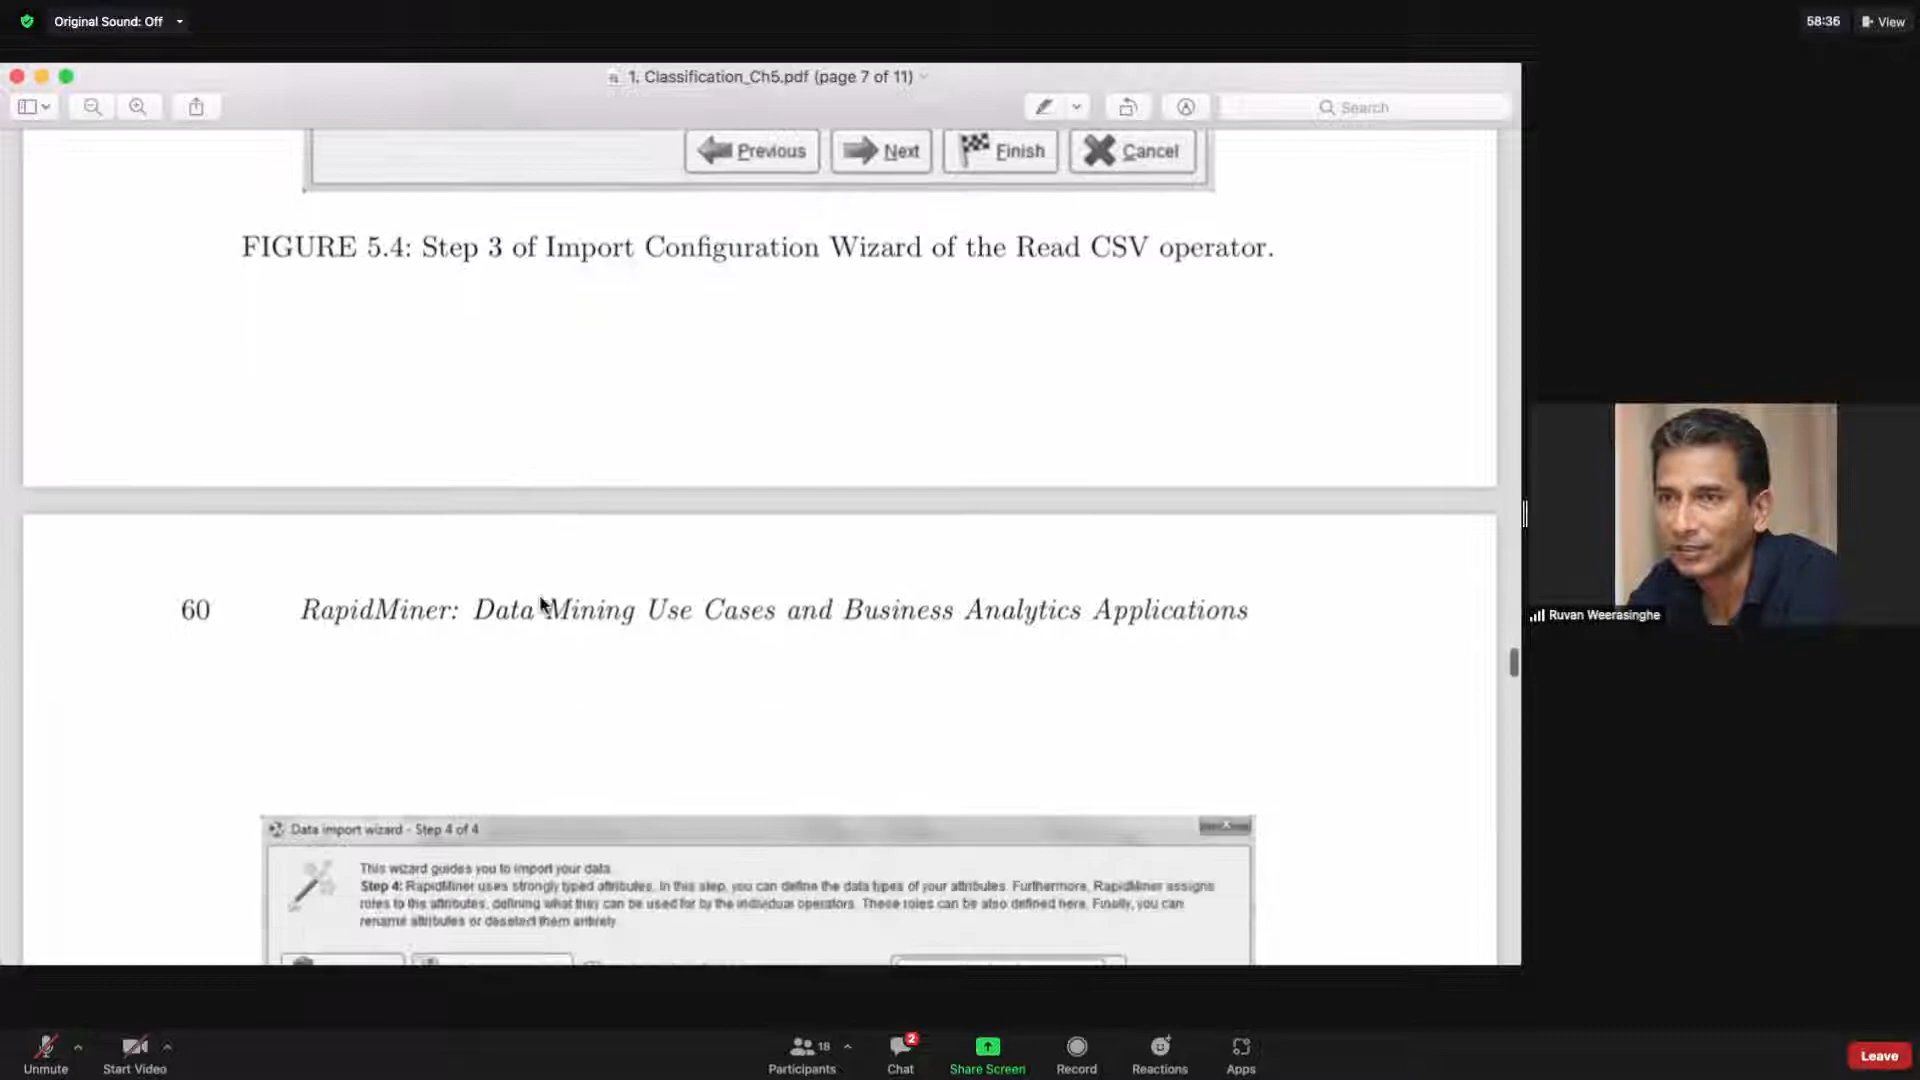 Original Sound: Off
58:36
View
1. Classification_Ch5.pdf (page 7 of 11)
Search
Previous
Next
Finish
Cancel
FIGURE 5.4: Step 3 of Import Configuration Wizard of the Read CSV operator.
60
RapidMiner: Data Mining Use Cases and Business Analytics Applications
Data import wizard - Step 4 of 4
This wizard guides you to import your data.
Step 4: RapidMiner uses strongly typed attributes. In this step, you can define the data types of your attributes. Furthermore, RapidMiner assigns
roles to the attributes, defining what they can be used for by the individual operators. These roles can be also defined here. Finally, you can
rename attributes or deselect them entirely.
Ruvan Weerasinghe
Unmute
Start Video
18
Participants
2
Chat
Share Screen
Record
Reactions
Apps
Leave